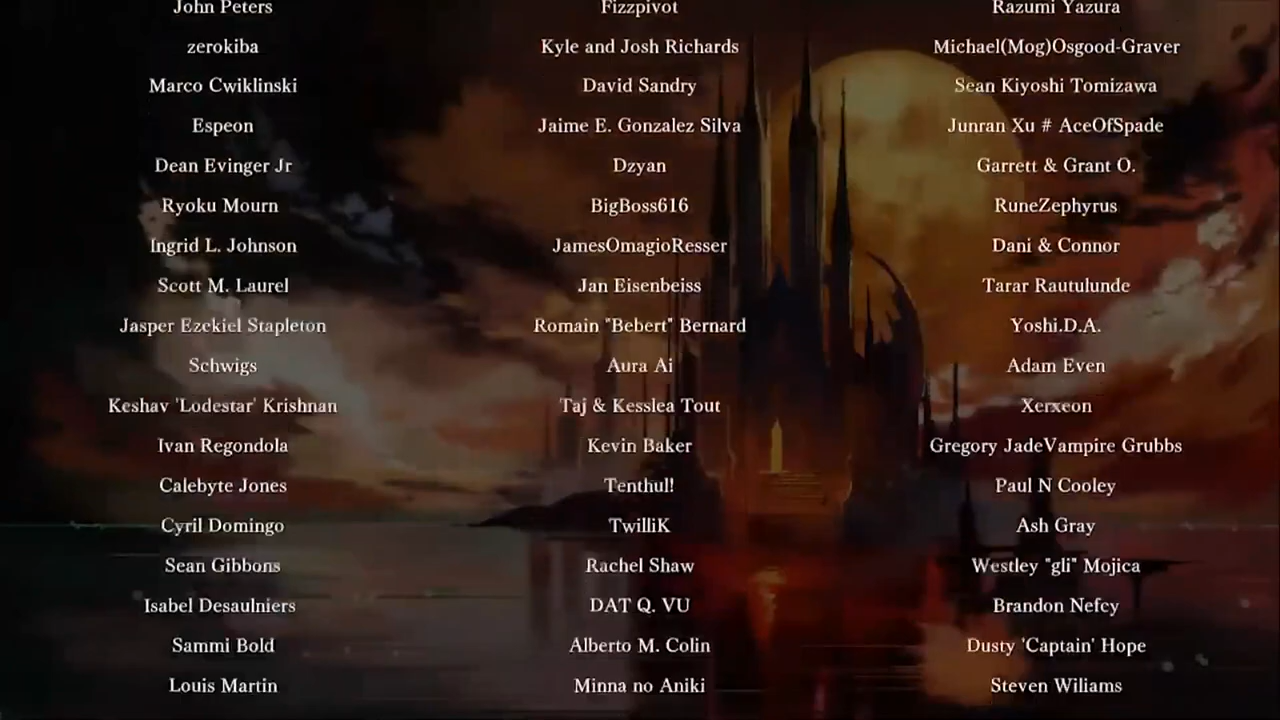 John Peters Fizzpivot Razumi Yazura
zerokiba Kyle and Josh Richards Michael(Mog)Osgood-Graver
Marco Cwiklinski David Sandry Sean Kiyoshi Tomizawa
Espeon Jaime E. Gonzalez Silva Junran Xu # AceOfSpade
Dean Evinger Jr Dzyan Garrett & Grant O.
Ryoku Mourn BigBoss616 RuneZephyrus
Ingrid L. Johnson JamesOmagioResser Dani & Connor
Scott M. Laurel Jan Eisenbeiss Tarar Rautulunde
Jasper Ezekiel Stapleton Romain "Bebert" Bernard Yoshi.D.A.
Schwigs Aura Ai Adam Even
Keshav 'Lodestar' Krishnan Taj & Kesslea Tout Xerxeon
Ivan Regondola Kevin Baker Gregory JadeVampire Grubbs
Calebyte Jones Tenthul! Paul N Cooley
Cyril Domingo TwilliK Ash Gray
Sean Gibbons Rachel Shaw Westley "gli" Mojica
Isabel Desaulniers DAT Q. VU Brandon Nefcy
Sammi Bold Alberto M. Colin Dusty 'Captain' Hope
Louis Martin Minna no Aniki Steven Wiliams